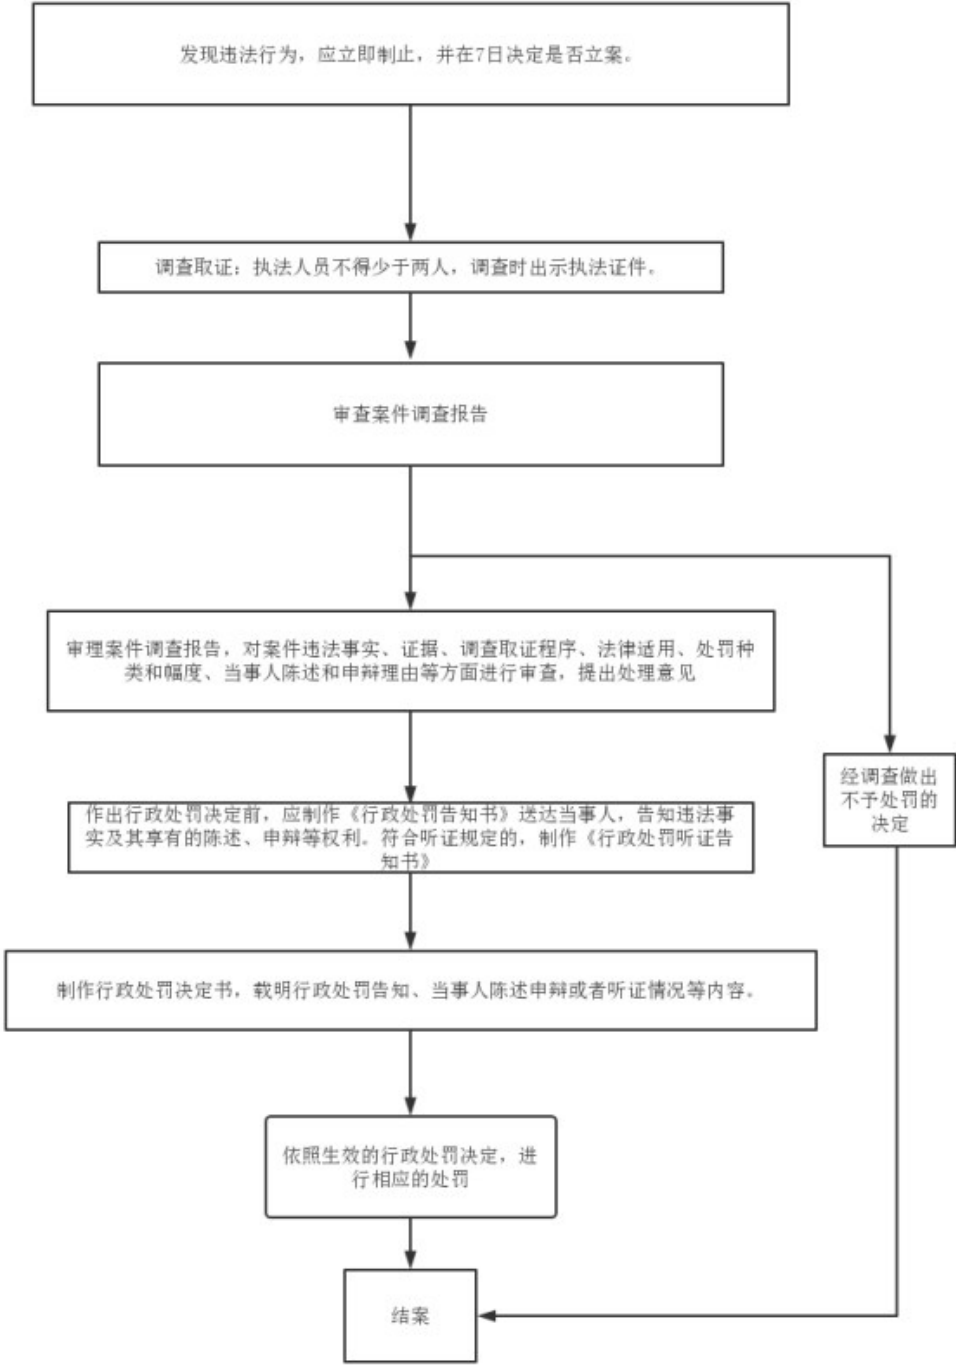 发现违法行为，应立即制止，并在7日决定是否立案。
调查取证：执法人员不得少于两人，调查时出示执法证件。
审查案件调查报告
审理案件调查报告，对案件违法事实、证据、调查取证程序、法律适用、处罚种
类和幅度、当事人陈述和申辩理由等方面进行审查，提出处理意见
经调查做出
不予处罚的
决定
作出行政处罚决定前，应制作《行政处罚告知书》送达当事人，告知违法事
实及其享有的陈述、申辩等权利。符合听证规定的，制作《行政处罚听证告
知书》
制作行政处罚决定书，载明行政处罚告知、当事人陈述申辩或者听证情况等内容。
依照生效的行政处罚决定，进
行相应的处罚
结案